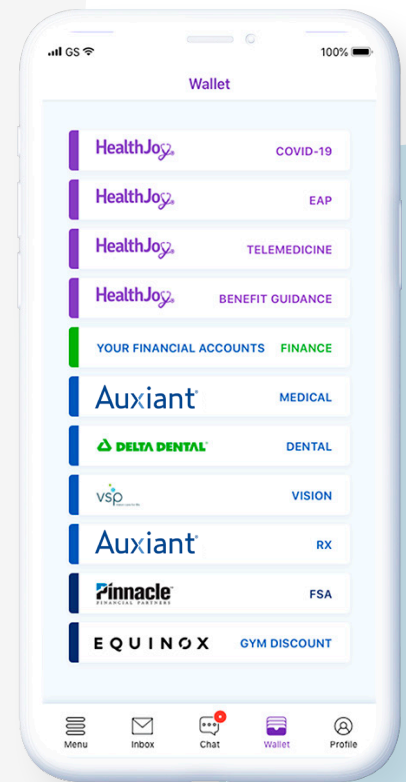 GS 100%
Wallet
HealthJoy COVID-19
HealthJoy EAP
HealthJoy TELEMEDICINE
HealthJoy BENEFIT GUIDANCE
YOUR FINANCIAL ACCOUNTS FINANCE
Auxiant MEDICAL
DELTA DENTAL DENTAL
vsp VISION
Auxiant RX
Pinnacle FSA
FINANCIAL PARTNERS
EQUINOX GYM DISCOUNT
Menu Inbox Chat Wallet Profile